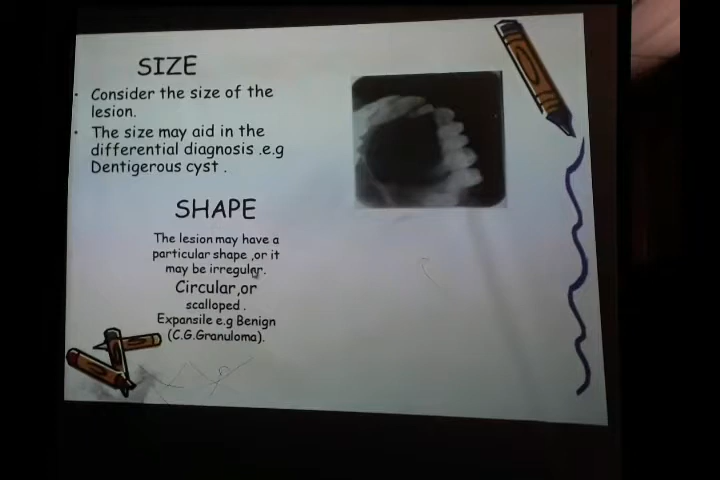 SIZE
• Consider the size of the
lesion.
• The size may aid in the
differential diagnosis .e.g
Dentigerous cyst .
SHAPE
The lesion may have a
particular shape ,or it
may be irregular.
Circular,or
scalloped .
Expansile e.g Benign
(C.G.Granuloma).